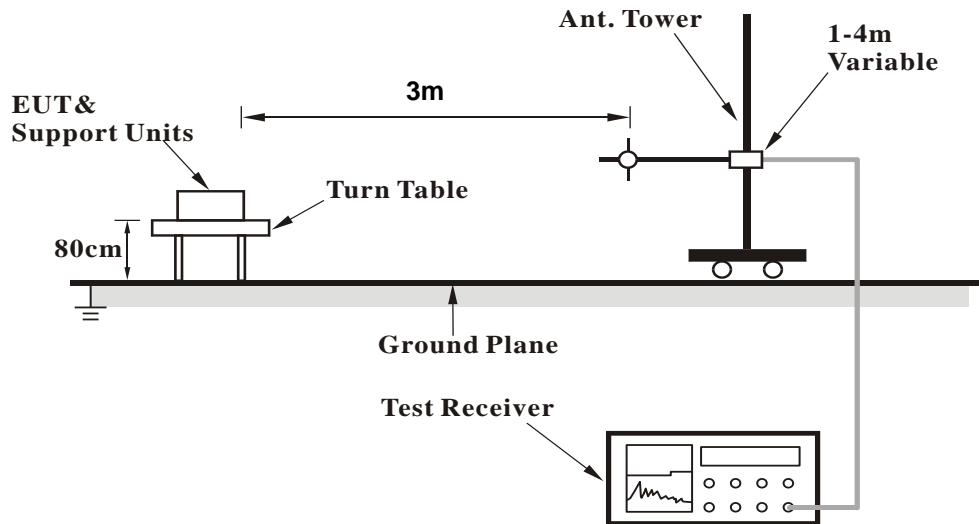 Ant. Tower
1-4m
Variable
3m
EUT&
Support Units
Turn Table
80cm
Ground Plane
Test Receiver